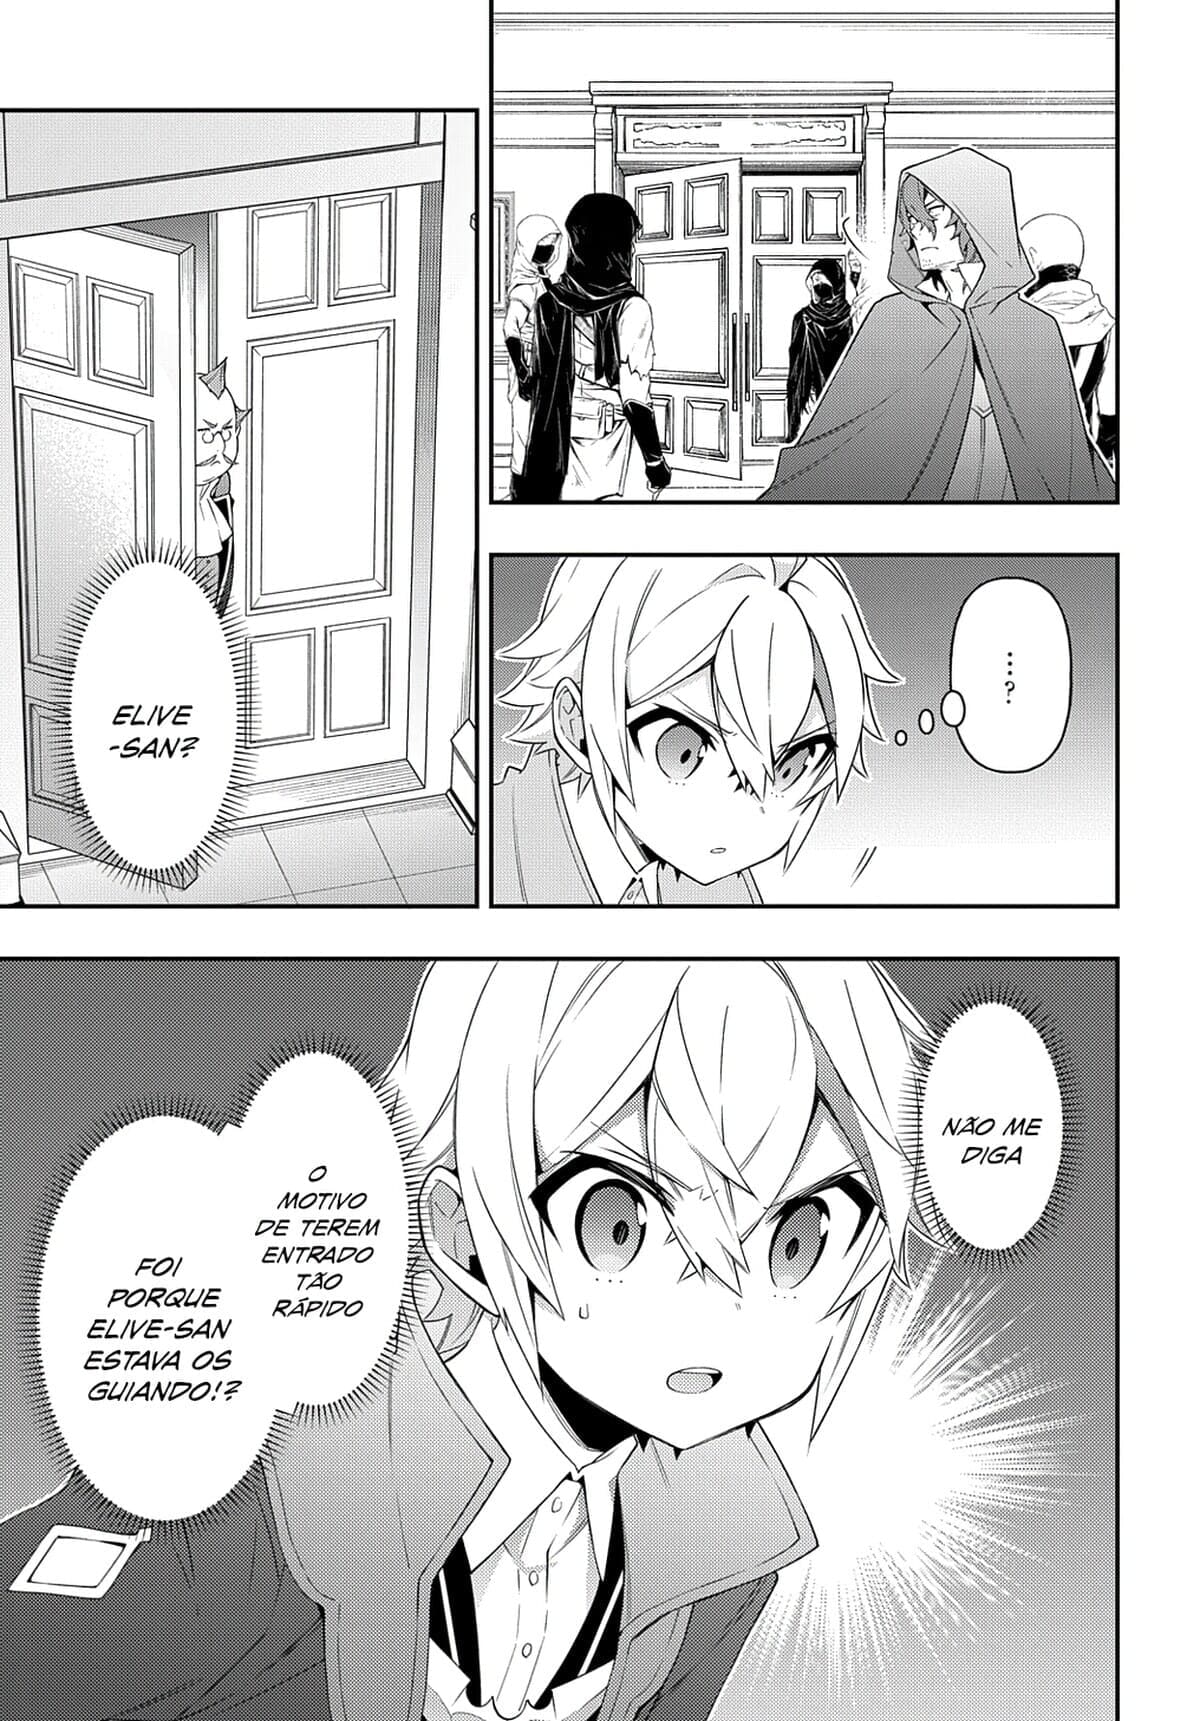 ...?
ELIVE
-SAN?
NÃO ME
DIGA
O
MOTIVO
DE TEREM
ENTRADO
TÃO
RÁPIDO
FOI
PORQUE
ELIVE-SAN
ESTAVA OS
GUIANDO!?